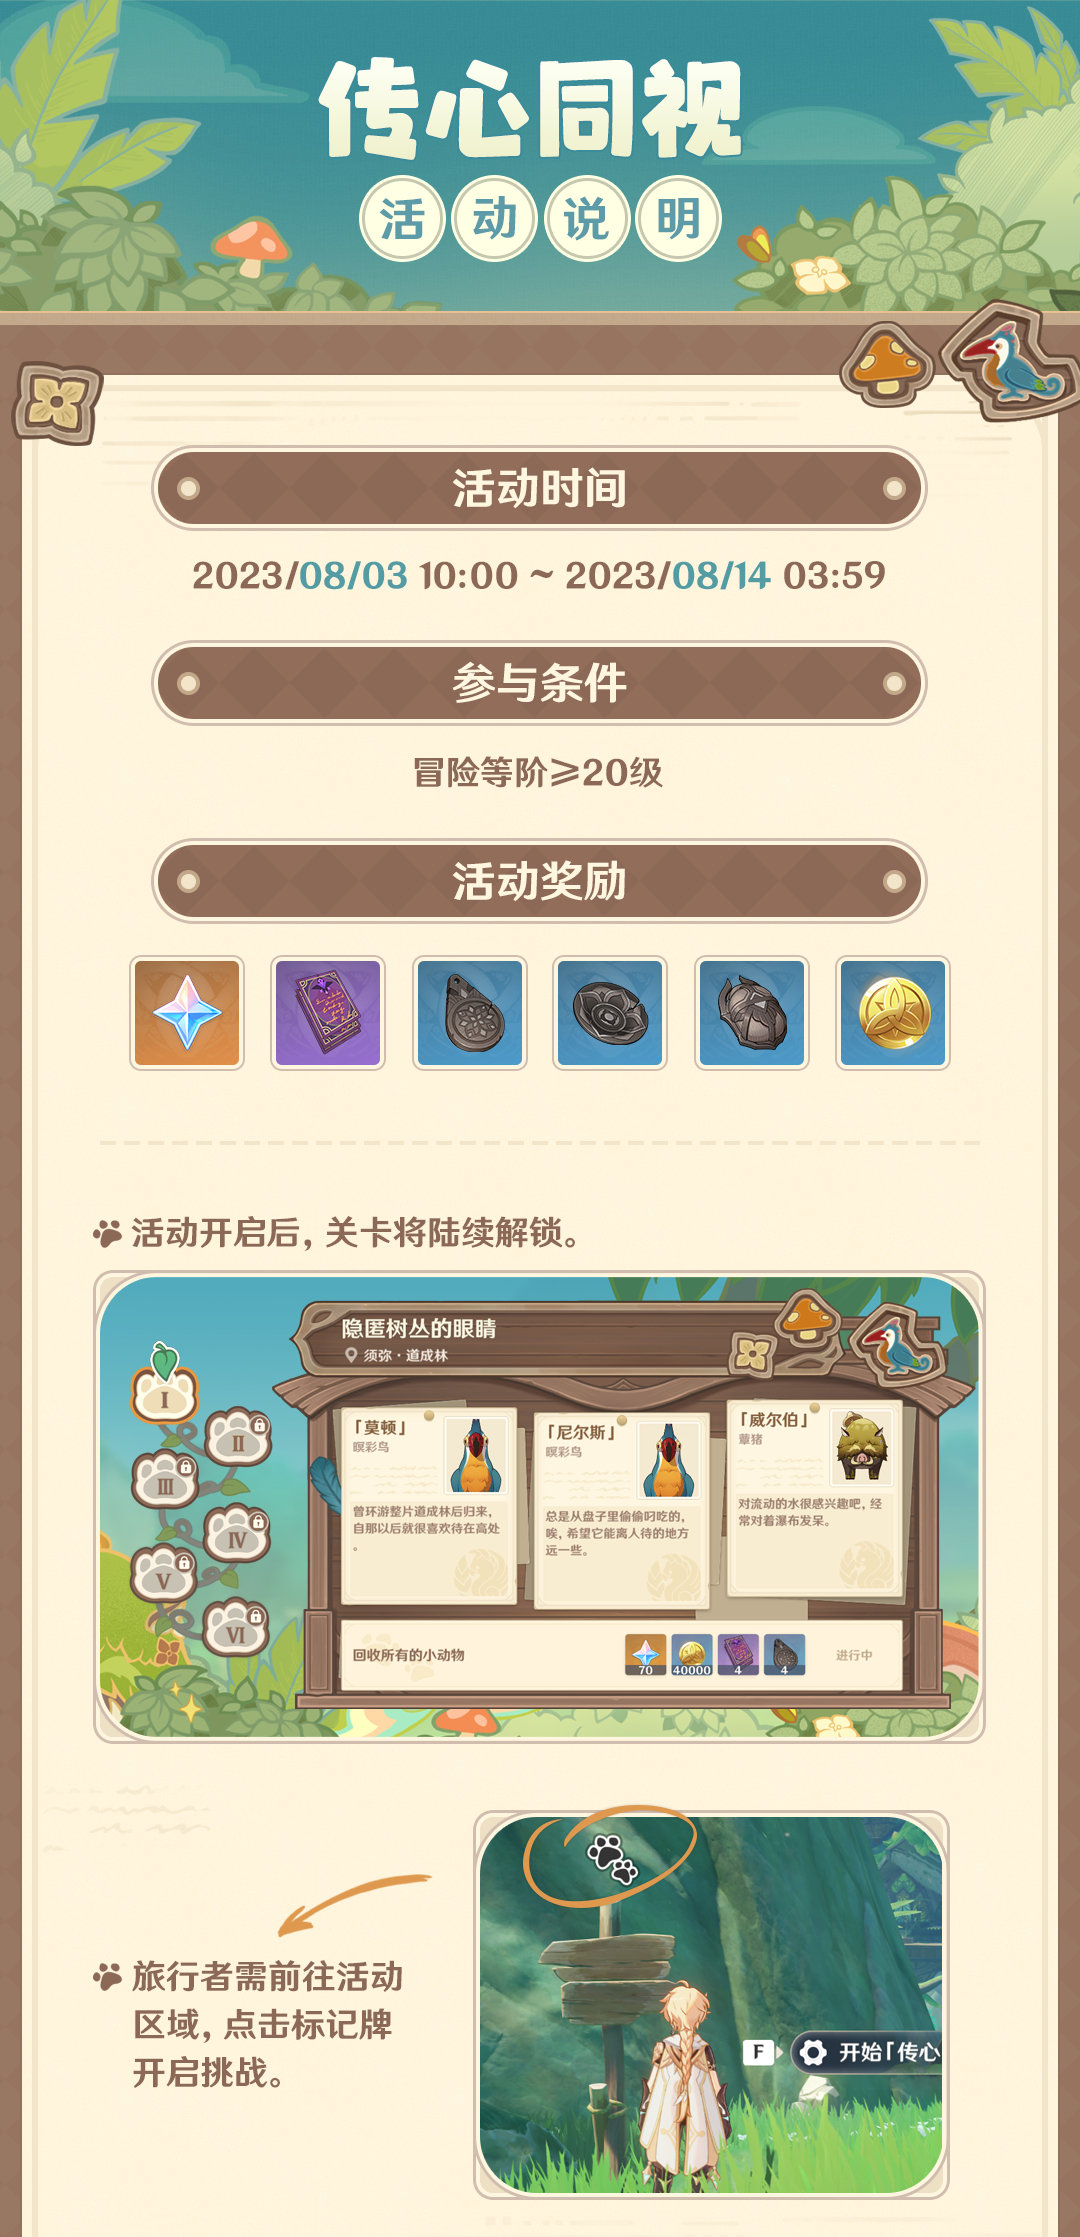 传心同视
活动说明
活动时间
2023/08/03 10:00 ~ 2023/08/14 03:59
参与条件
冒险等阶≥20级
活动奖励
活动开启后，关卡将陆续解锁。
隐匿树丛的眼睛
须弥·道成林
I
II
III
IV
V
VI
「莫顿」
暝彩鸟
曾环游整片道成林后归来，
自那以后就很喜欢待在高处
。
「尼尔斯」
暝彩鸟
总是从盘子里偷偷叼吃的，
唉，希望它能离人待的地方
远一些。
「威尔伯」
蕈猪
对流动的水很感兴趣吧，经
常对着瀑布发呆。
回收所有的小动物
70
40000
4
4
进行中
旅行者需前往活动
区域，点击标记牌
开启挑战。
F
开始「传心